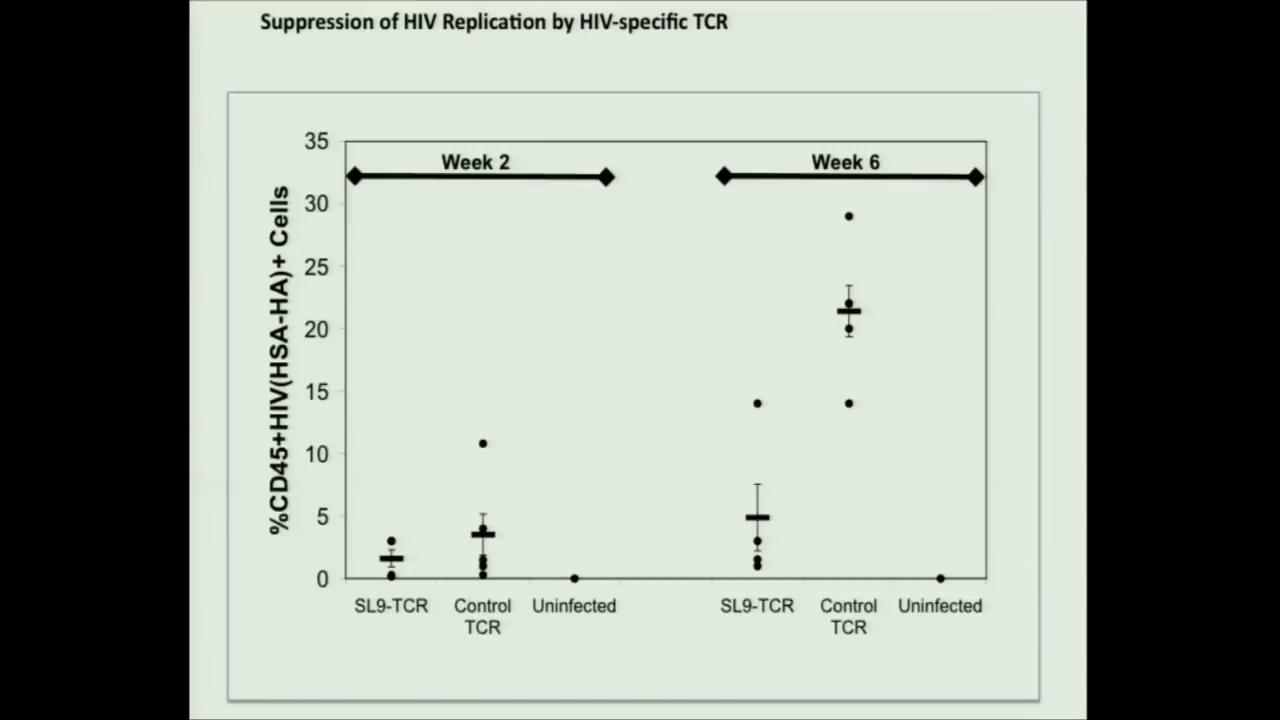 Suppression of HIV Replication by HIV-specific TCR
%CD45+HIV(HSA-HA)+ Cells
35
30
25
20
15
10
5
0
Week 2
Week 6
SL9-TCR
Control
TCR
Uninfected
SL9-TCR
Control
TCR
Uninfected